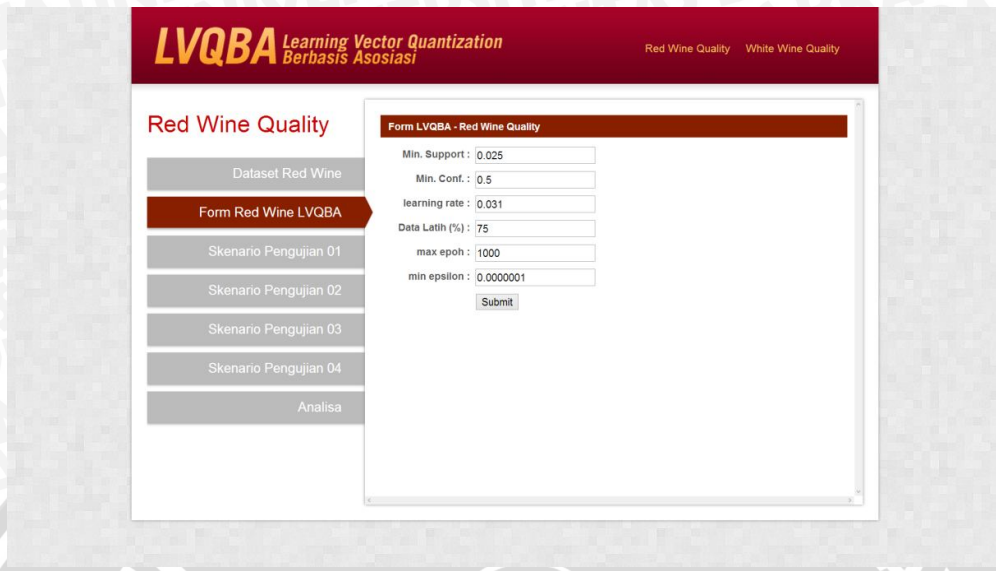 LVQBA Learning Vector Quantization
Berbasis Asosiasi
Red Wine Quality White Wine Quality
Red Wine Quality
Dataset Red Wine
Form Red Wine LVQBA
Skenario Pengujian 01
Skenario Pengujian 02
Skenario Pengujian 03
Skenario Pengujian 04
Analisa
Form LVQBA - Red Wine Quality
Min. Support : 0.025
Min. Conf. : 0.5
learning rate : 0.031
Data Latih (%) : 75
max epoh : 1000
min epsilon : 0.0000001
Submit